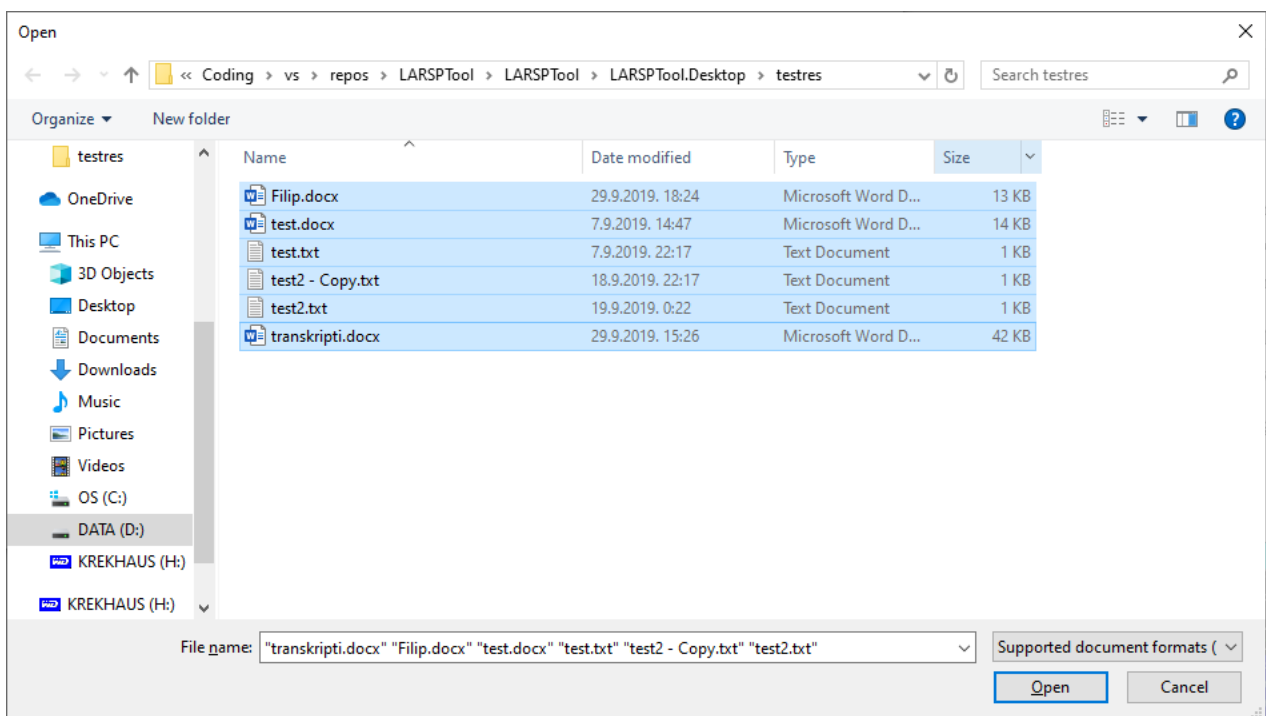 Open
« Coding > vs > repos > LARSPTool > LARSPTool > LARSPTool.Desktop > testres
Search testres
Organize
New folder
testres
OneDrive
This PC
3D Objects
Desktop
Documents
Downloads
Music
Pictures
Videos
OS (C:)
DATA (D:)
KREKHAUS (H:)
KREKHAUS (H:)
Name Date modified Type Size
Filip.docx 29.9.2019. 18:24 Microsoft Word D... 13 KB
test.docx 7.9.2019. 14:47 Microsoft Word D... 14 KB
test.txt 7.9.2019. 22:17 Text Document 1 KB
test2 - Copy.txt 18.9.2019. 22:17 Text Document 1 KB
test2.txt 19.9.2019. 0:22 Text Document 1 KB
transkripti.docx 29.9.2019. 15:26 Microsoft Word D... 42 KB
File name: "transkripti.docx" "Filip.docx" "test.docx" "test.txt" "test2 - Copy.txt" "test2.txt"
Supported document formats (
Open
Cancel